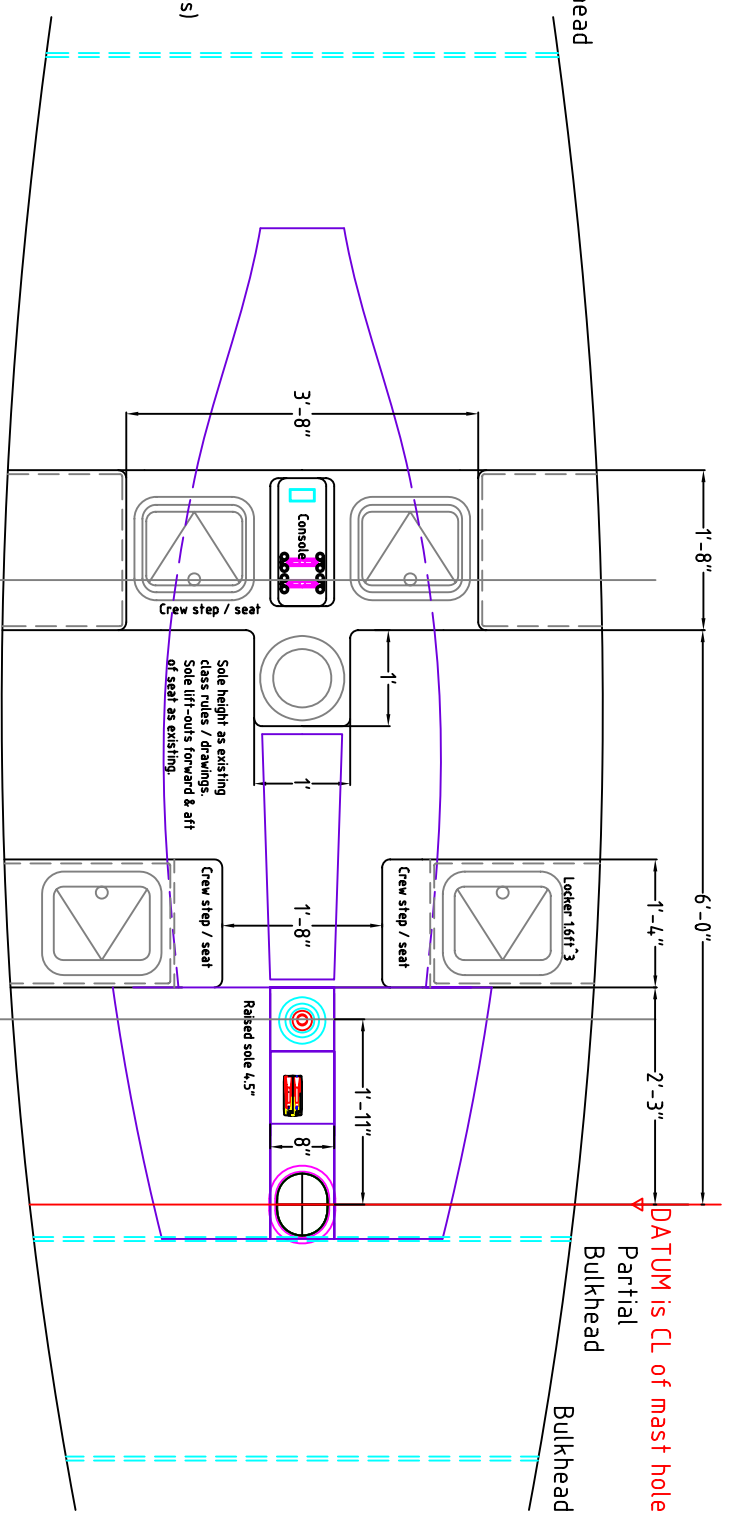 s)
ead
3'-8"
1'-8"
Console
Crew step / seat
1'
Sole height as existing
class rules / drawings.
Sole lift-outs forward & aft
of seat as existing.
1'
6'-0"
Crew step / seat
1'-8"
Crew step / seat
Locker 1.6ft^3
1'-4"
Raised sole 4.5"
1'-11"
2'-3"
8"
DATUM is CL of mast hole
Partial
Bulkhead
Bulkhead